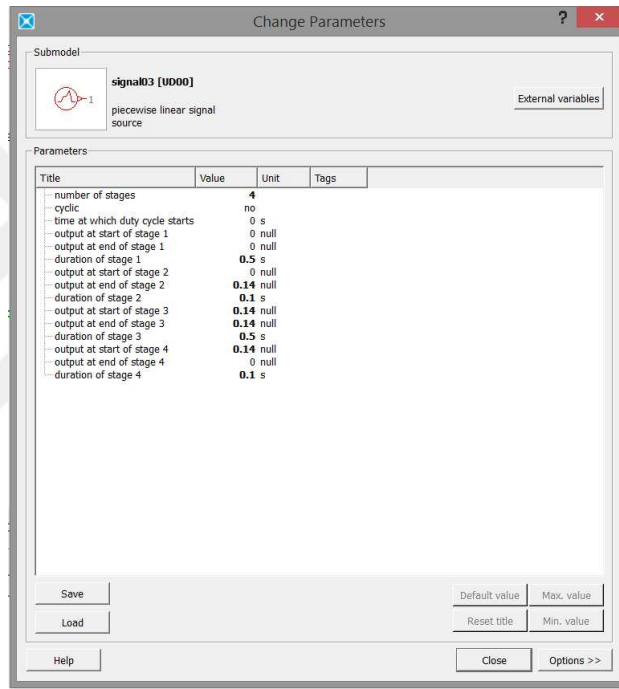 Change Parameters
? ×
Submodel
1
signal03 [UD00]
piecewise linear signal
source
External variables
Parameters
Title Value Unit Tags
number of stages 4
cyclic no
time at which duty cycle starts 0 s
output at start of stage 1 0 null
output at end of stage 1 0 null
duration of stage 1 0.5 s
output at start of stage 2 0 null
output at end of stage 2 0.14 null
duration of stage 2 0.1 s
output at start of stage 3 0.14 null
output at end of stage 3 0.14 null
duration of stage 3 0.5 s
output at start of stage 4 0.14 null
output at end of stage 4 0 null
duration of stage 4 0.1 s
Save Default value Max. value
Load Reset title Min. value
Help Close Options >>